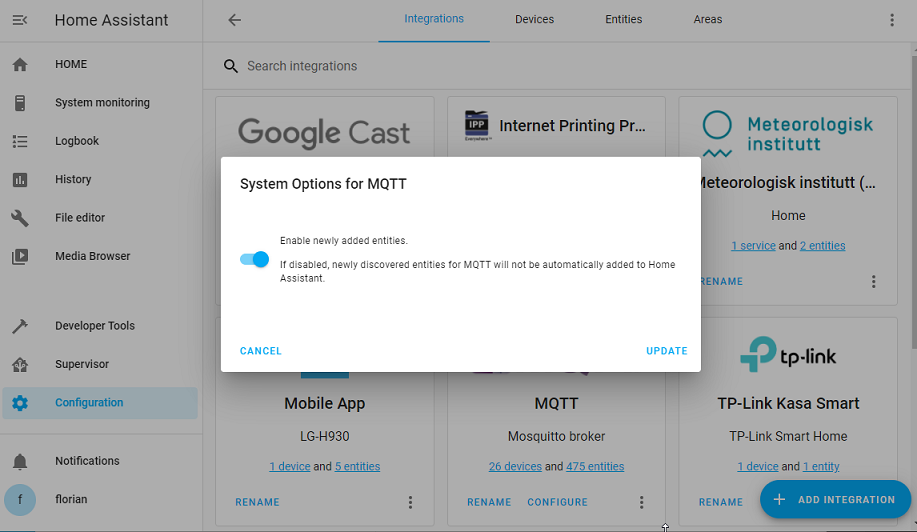 Home Assistant
Integrations
Devices
Entities
Areas
HOME
System monitoring
Logbook
History
File editor
Media Browser
Developer Tools
Supervisor
Configuration
Notifications
f
florian
Search integrations
Google Cast
IPP
Everywhere
Internet Printing Pr...
Meteorologisk
institutt
Meteorologisk institutt (...
Home
1 service and 2 entities
RENAME
System Options for MQTT
Enable newly added entities.
If disabled, newly discovered entities for MQTT will not be automatically added to Home
Assistant.
CANCEL
UPDATE
Mobile App
LG-H930
1 device and 5 entities
RENAME
MQTT
Mosquitto broker
26 devices and 475 entities
RENAME
CONFIGURE
tp-link
TP-Link Kasa Smart
TP-Link Smart Home
1 device and 1 entity
RENAME
ADD INTEGRATION